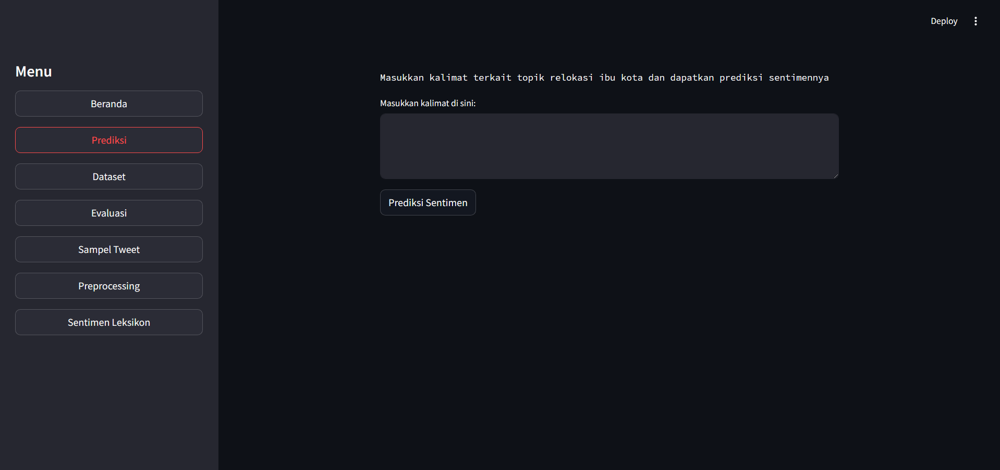 Deploy
Menu
Beranda
Prediksi
Dataset
Evaluasi
Sampel Tweet
Preprocessing
Sentimen Leksikon
Masukkan kalimat terkait topik relokasi ibu kota dan dapatkan prediksi sentimennya
Masukkan kalimat di sini:
Prediksi Sentimen